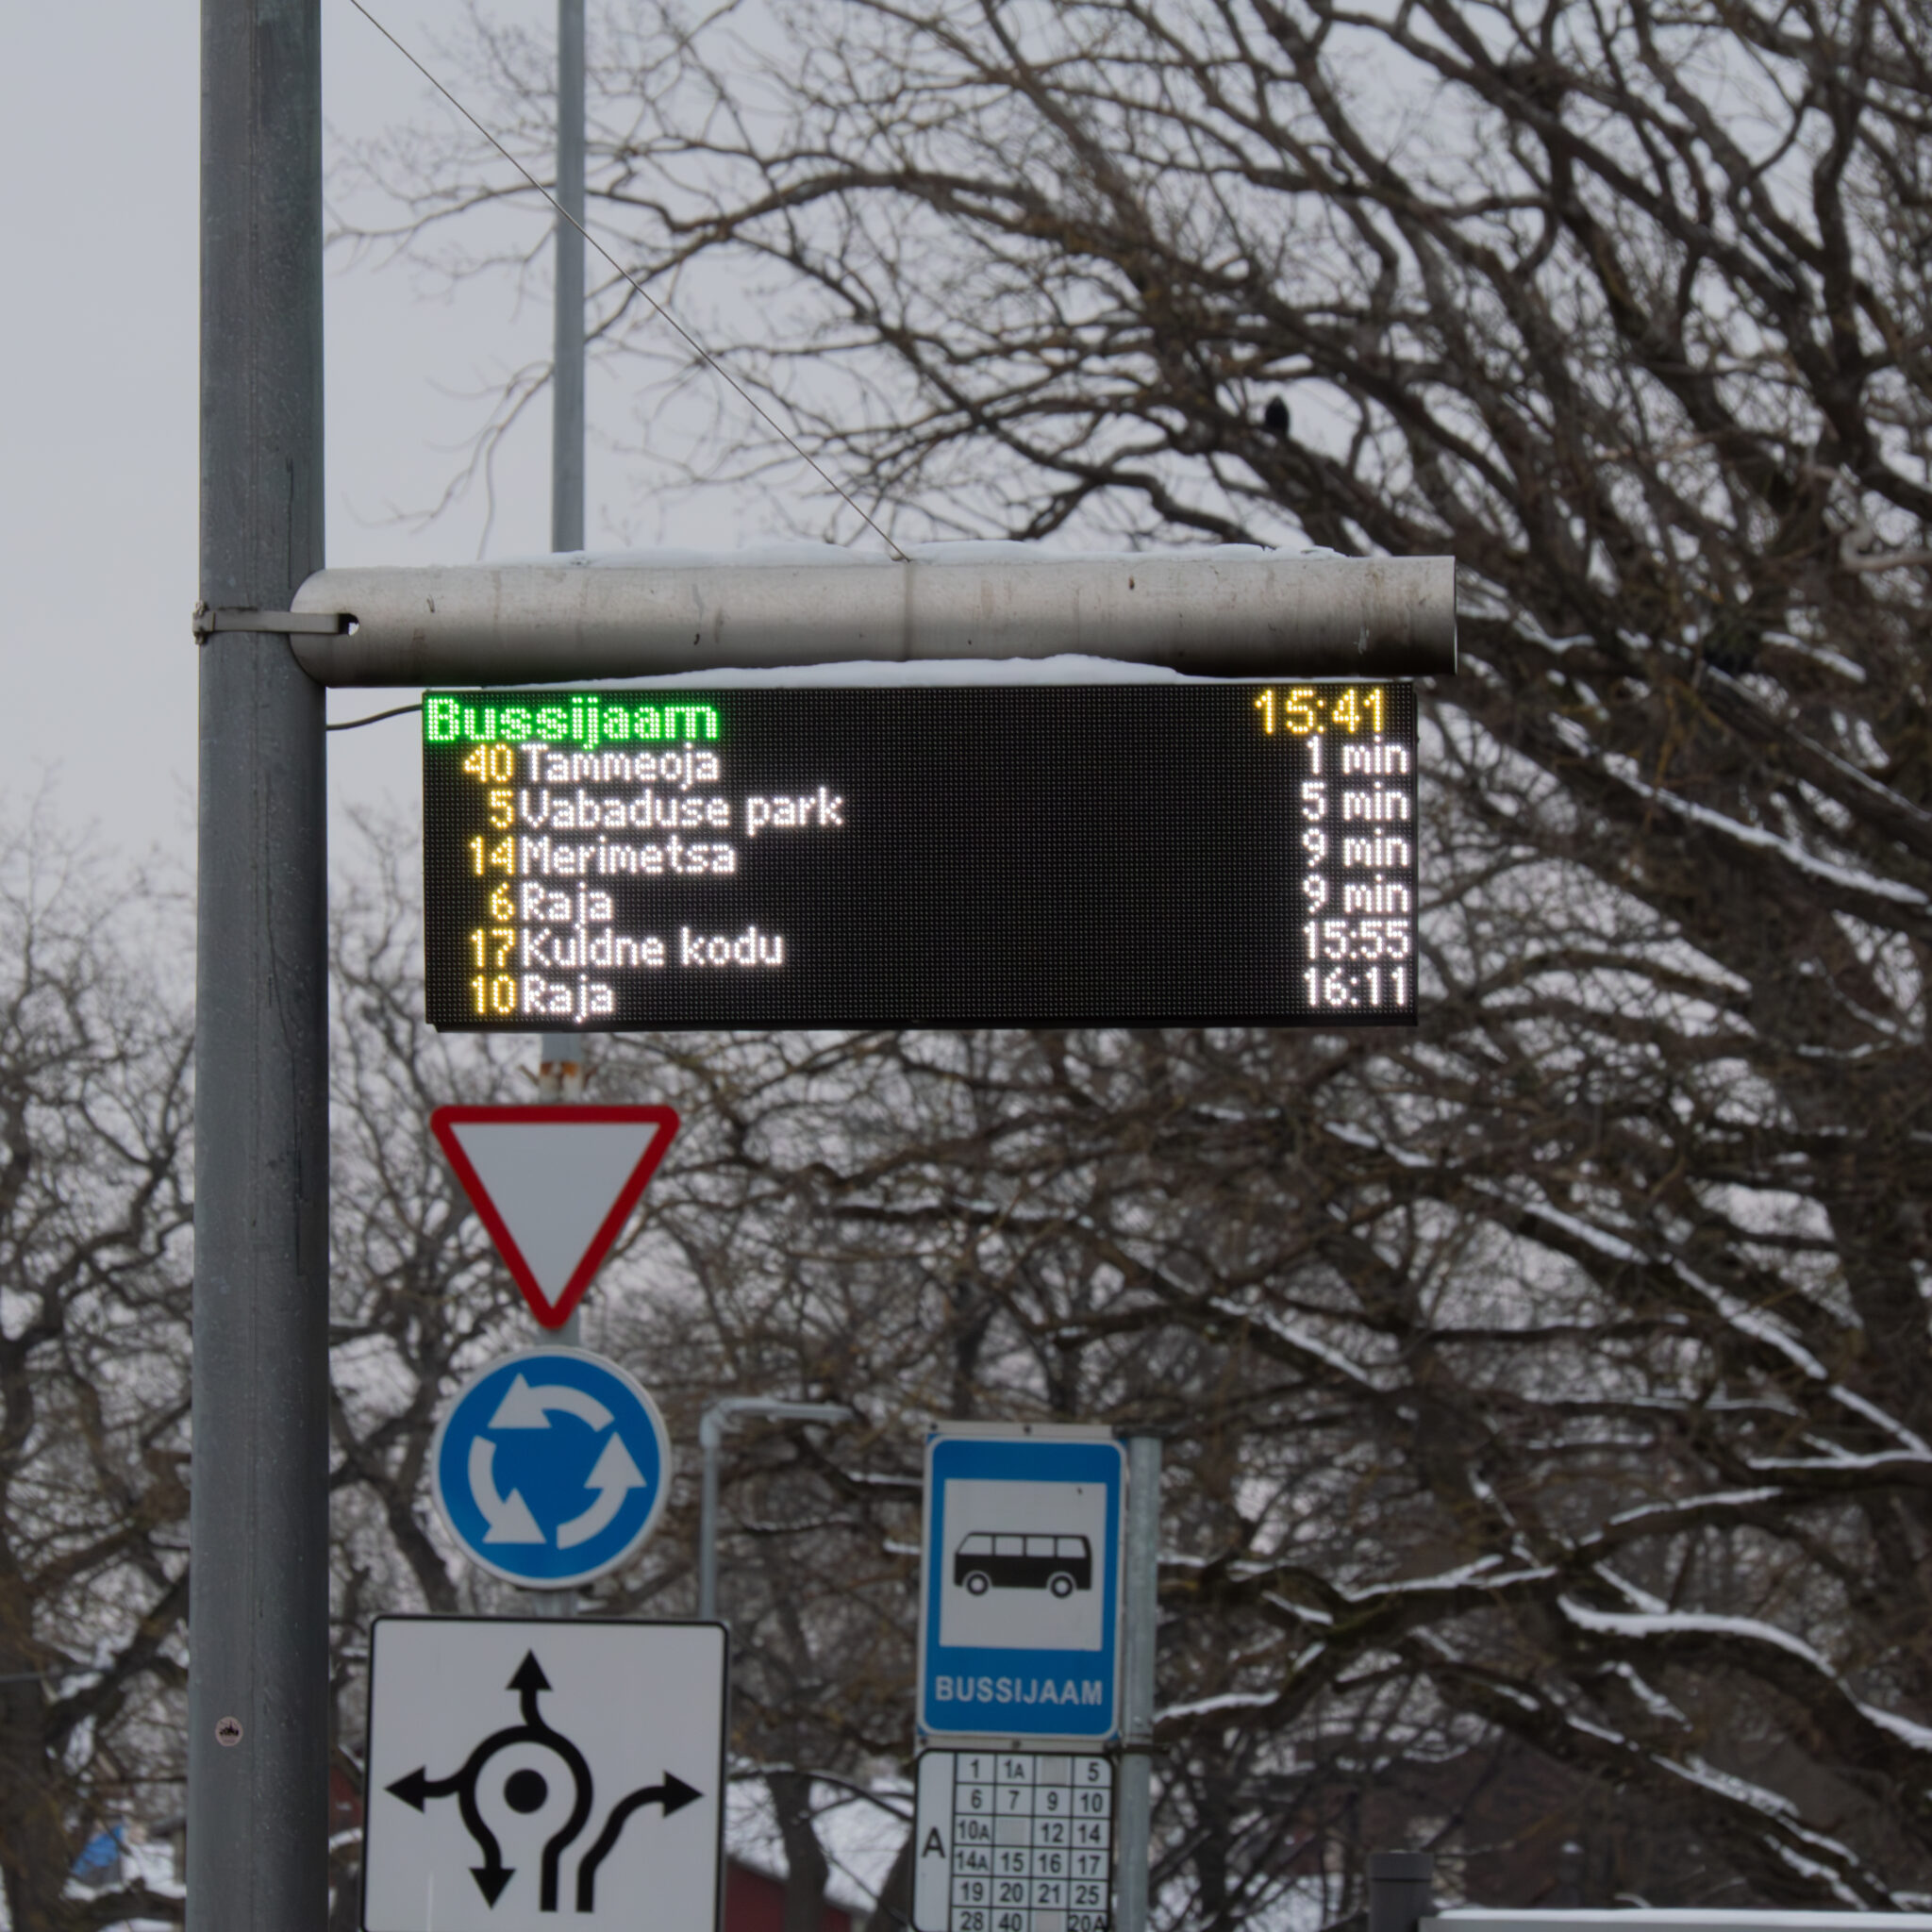 Bussijaam 15:41
40 Tammeoja 1 min
5 Vabaduse park 5 min
14 Merimetsa 9 min
6 Raja 9 min
17 Kuldne kodu 15:55
10 Raja 16:11
BUSSIJAAM
A
1 1A 5
6 7 9 10
10A 12 14
14A 15 16 17
19 20 21 25
28 40 20A